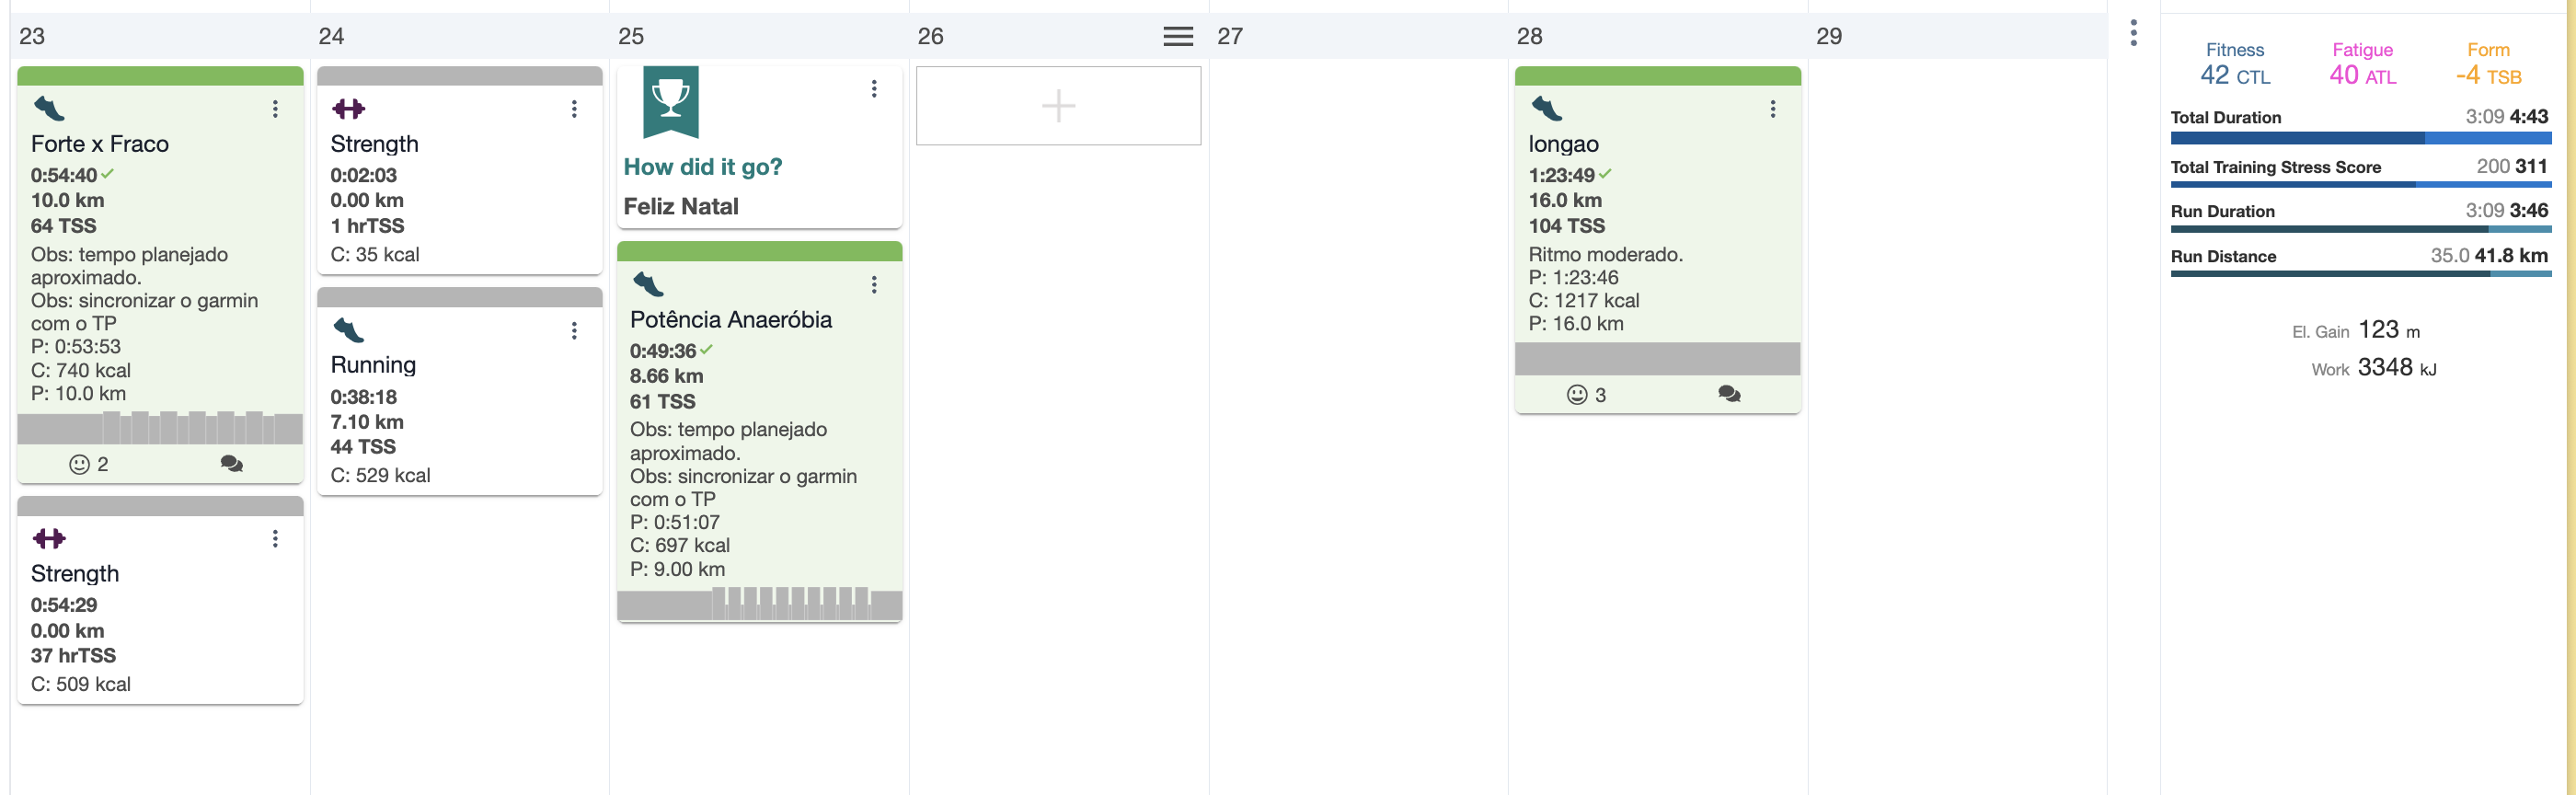 23
24
25
26
27
28
29
Forte x Fraco
0:54:40
10.0 km
64 TSS
Obs: tempo planejado
aproximado.
Obs: sincronizar o garmin
com o TP
P: 0:53:53
C: 740 kcal
P: 10.0 km
2
Strength
0:54:29
0.00 km
37 hrTSS
C: 509 kcal
Strength
0:02:03
0.00 km
1 hrTSS
C: 35 kcal
Running
0:38:18
7.10 km
44 TSS
C: 529 kcal
How did it go?
Feliz Natal
Potência Anaeróbia
0:49:36
8.66 km
61 TSS
Obs: tempo planejado
aproximado.
Obs: sincronizar o garmin
com o TP
P: 0:51:07
C: 697 kcal
P: 9.00 km
longao
1:23:49
16.0 km
104 TSS
Ritmo moderado.
P: 1:23:46
C: 1217 kcal
P: 16.0 km
3
Fitness Fatigue Form
42 CTL 40 ATL -4 TSB
Total Duration 3:09 4:43
Total Training Stress Score 200 311
Run Duration 3:09 3:46
Run Distance 35.0 41.8 km
El. Gain 123 m
Work 3348 kJ